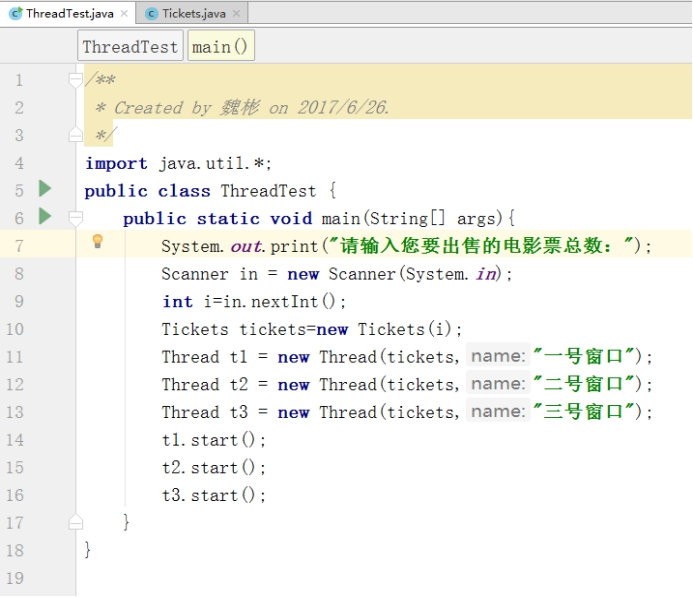 ThreadTest.java × Tickets.java ×
ThreadTest main()
1 /**
2 * Created by 魏彬 on 2017/6/26.
3 */
4 import java.util.*;
5 public class ThreadTest {
6 public static void main(String[] args){
7 System.out.print("请输入您要出售的电影票总数：");
8 Scanner in = new Scanner(System.in);
9 int i=in.nextInt();
10 Tickets tickets=new Tickets(i);
11 Thread t1 = new Thread(tickets, name: "一号窗口");
12 Thread t2 = new Thread(tickets, name: "二号窗口");
13 Thread t3 = new Thread(tickets, name: "三号窗口");
14 t1.start();
15 t2.start();
16 t3.start();
17 }
18 }
19